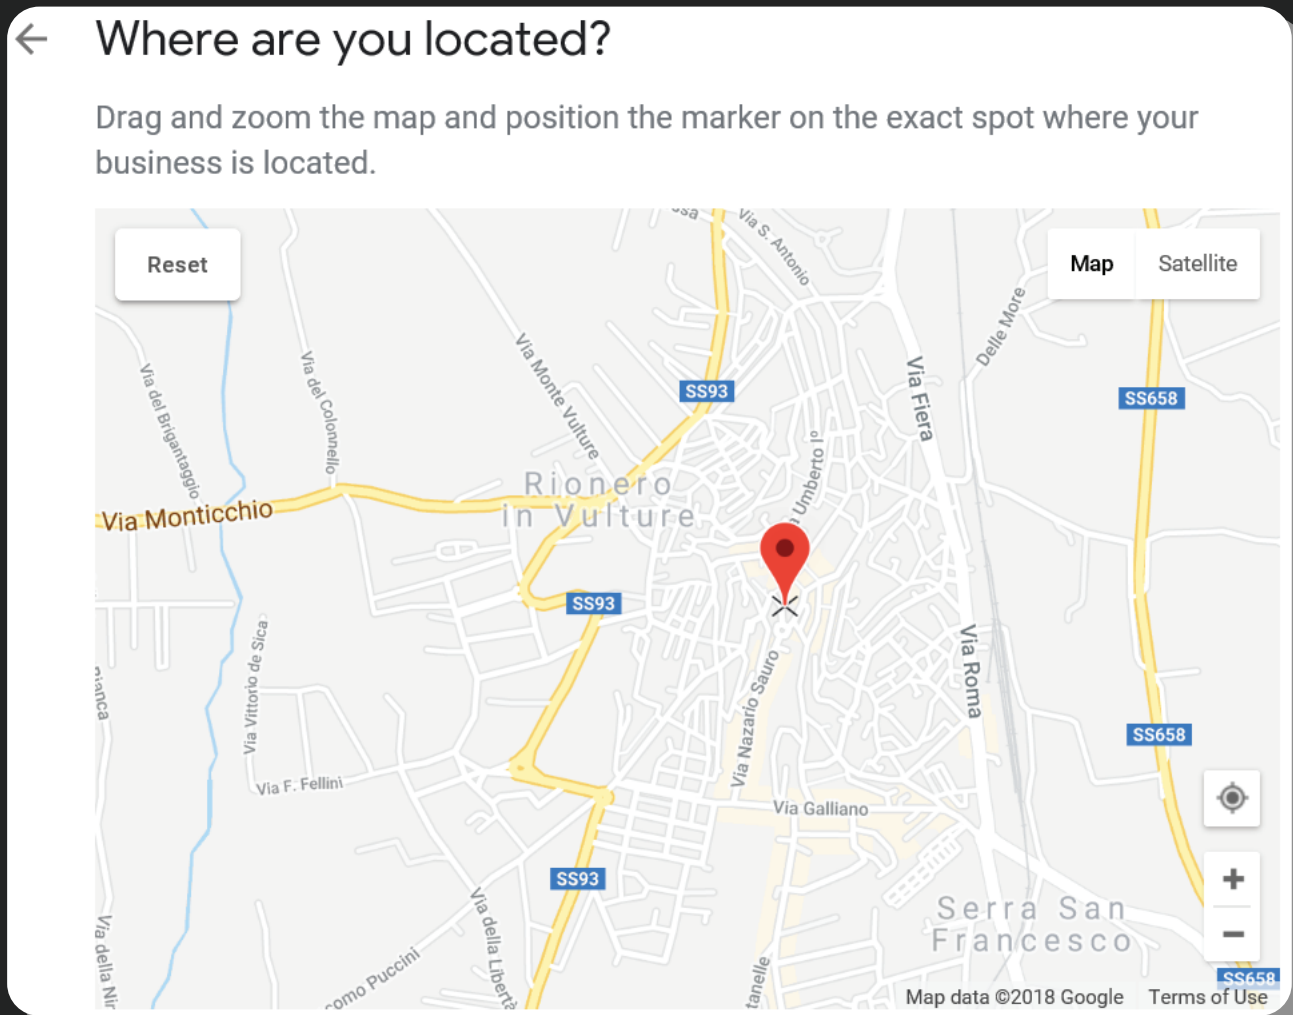 Where are you located?
Drag and zoom the map and position the marker on the exact spot where your
business is located.
Reset
Via S. Antonio
Map
Satellite
Delle More
Via Monte Vulture
Via del Colonnello
Via del Brigantaggio
Via Fiera
SS93
SS658
Umberto Iº
Rionero
in Vulture
Via Monticchio
SS93
Via Vittorio de Sica
Via Nazario Sauro
Via Roma
SS658
Via F. Fellini
Via Galliano
SS93
Via della Libertà
Serra San
Francesco
Via della Nir
como Puccini
tanelle
SS658
Map data ©2018 Google
Terms of Use